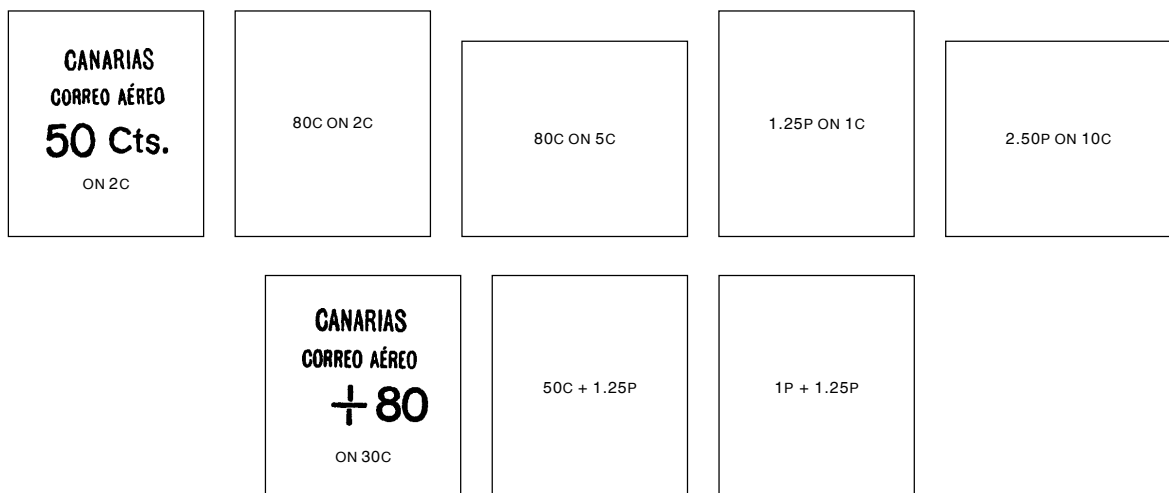 CANARIAS
CORREO AÉREO
50 Cts.
ON 2C
80C ON 2C
80C ON 5C
1.25P ON 1C
2.50P ON 10C
CANARIAS
CORREO AÉREO
+ 80
ON 30C
50C + 1.25P
1P + 1.25P